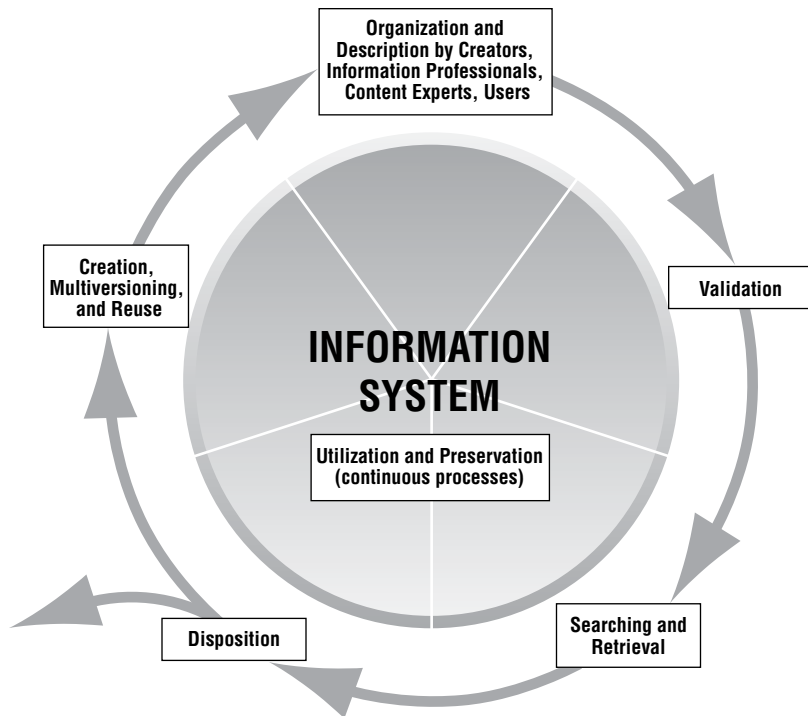 Organization and
Description by Creators,
Information Professionals,
Content Experts, Users
Creation,
Multiversioning,
and Reuse
Validation
INFORMATION
SYSTEM
Utilization and Preservation
(continuous processes)
Searching and
Retrieval
Disposition